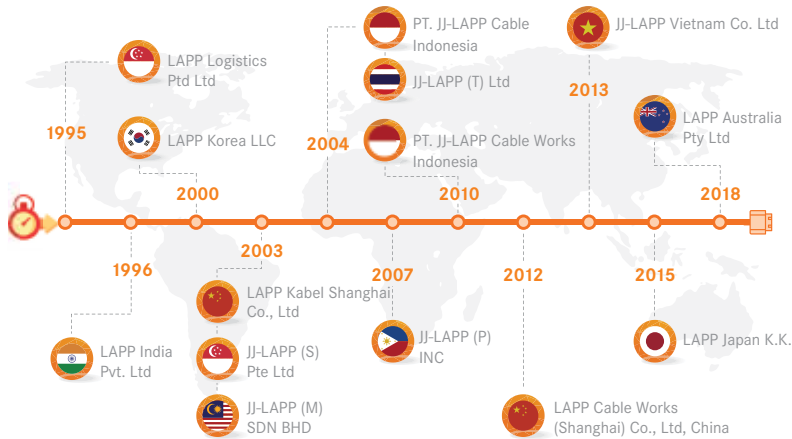 LAPP Logistics
Ptd Ltd
1995
LAPP Korea LLC
2000
PT. JJ-LAPP Cable
Indonesia
JJ-LAPP (T) Ltd
2004
PT. JJ-LAPP Cable Works
Indonesia
2010
JJ-LAPP Vietnam Co. Ltd
2013
LAPP Australia
Pty Ltd
2018
1996
LAPP India
Pvt. Ltd
2003
LAPP Kabel Shanghai
Co., Ltd
JJ-LAPP (S)
Pte Ltd
JJ-LAPP (M)
SDN BHD
2007
JJ-LAPP (P)
INC
2012
LAPP Cable Works
(Shanghai) Co., Ltd, China
2015
LAPP Japan K.K.